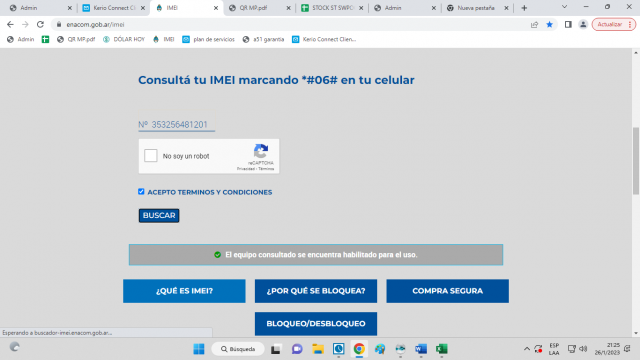 Admin
Kerio Connect Client
IMEI
QR MP.pdf
STOCK ST SWPO
Admin
Nueva pestaña
enacom.gob.ar/imei
Actualizar
Admin
QR MP.pdf
DÓLAR HOY
IMEI
plan de servicios
a51 garantia
Kerio Connect Clien...
Consultá tu IMEI marcando *#06# en tu celular
Nº 353256481201
No soy un robot
reCAPTCHA
Privacidad - Términos
ACEPTO TERMINOS Y CONDICIONES
BUSCAR
El equipo consultado se encuentra habilitado para el uso.
¿QUÉ ES IMEI?
¿POR QUÉ SE BLOQUEA?
COMPRA SEGURA
BLOQUEO/DESBLOQUEO
Esperando a buscador-imei.enacom.gob.ar...
Búsqueda
ESP
LAA
21:25
26/1/2023